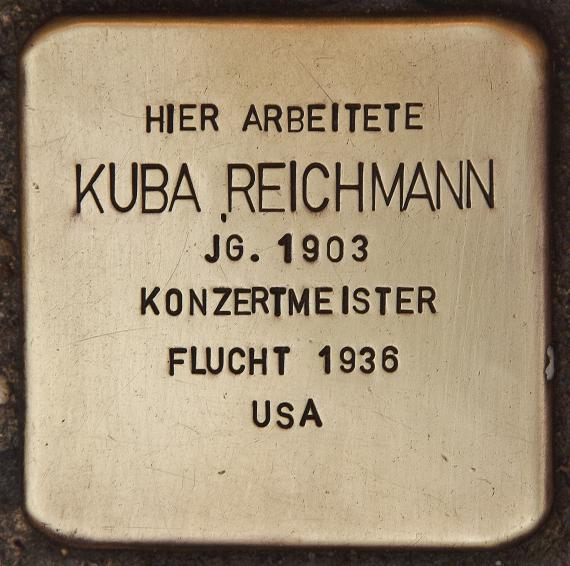 HIER ARBEITETE
KUBA REICHMANN
JG. 1903
KONZERTMEISTER
FLUCHT 1936
USA